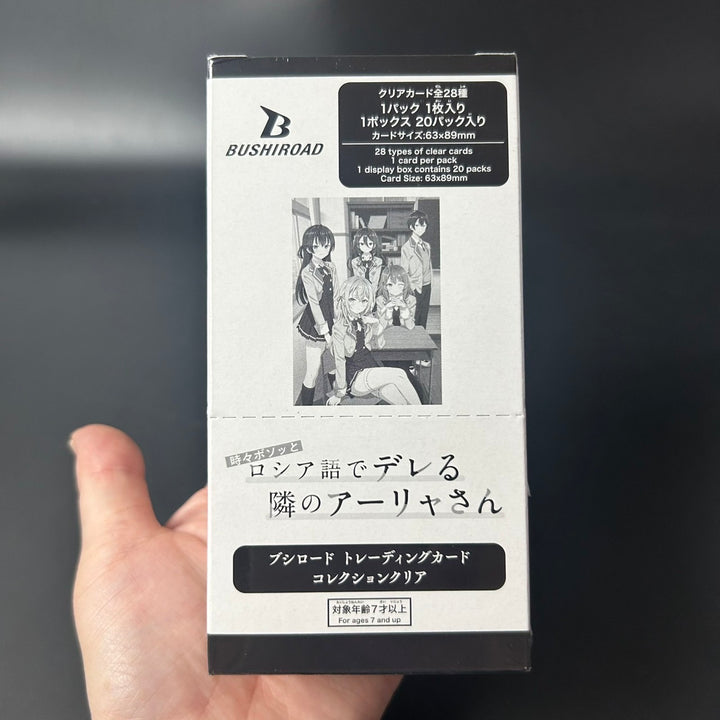 クリアカード全28種
1パック 1枚入り
1ボックス 20パック入り
カードサイズ:63×89mm
28 types of clear cards
1 card per pack
1 display box contains 20 packs
Card Size: 63x89mm
BUSHIROAD
時々ボソッと
ロシア語でデレる
隣のアーリャさん
ブシロード トレーディングカード
コレクションクリア
対象年齢7才以上
For ages 7 and up